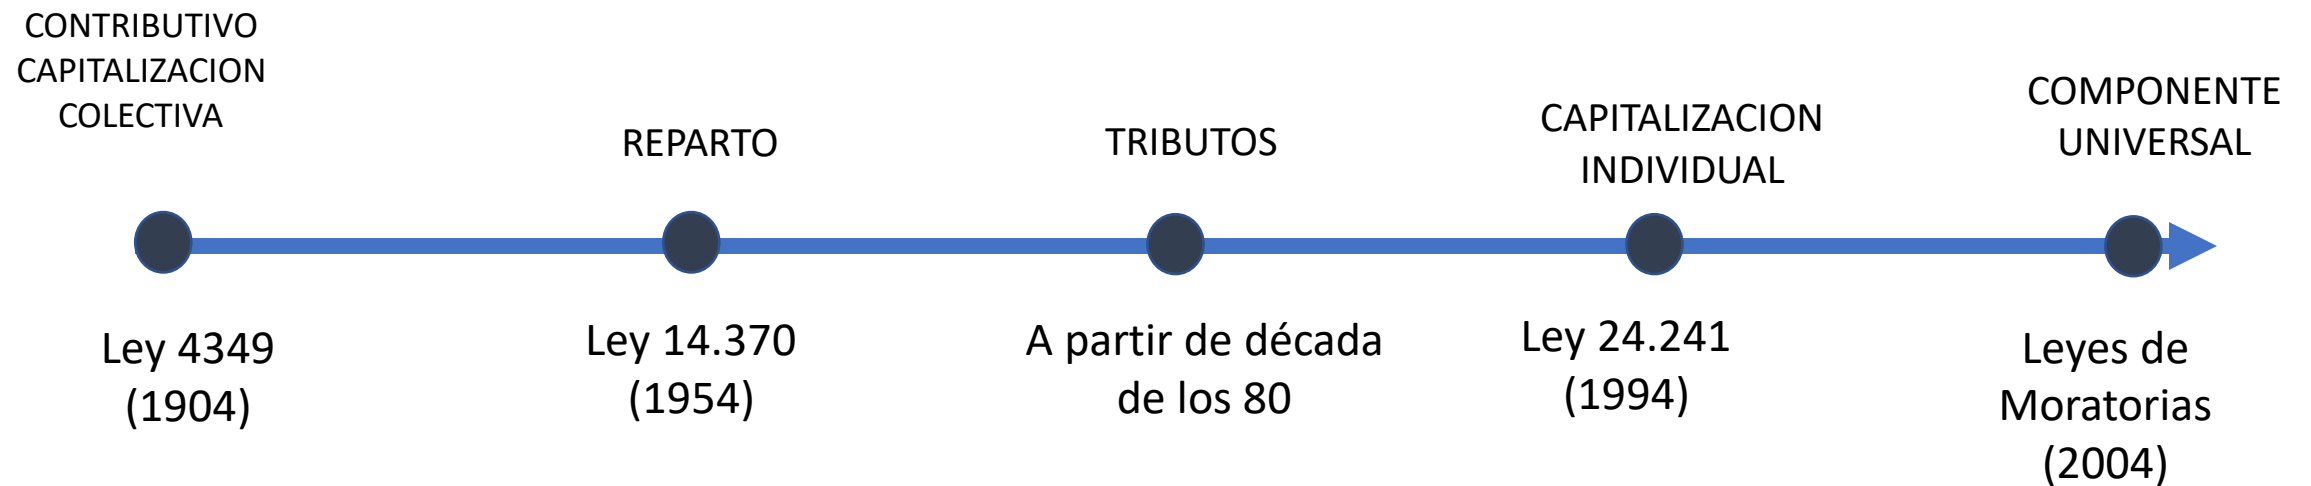 CONTRIBUTIVO
CAPITALIZACION
COLECTIVA
REPARTO
TRIBUTOS
CAPITALIZACION
INDIVIDUAL
COMPONENTE
UNIVERSAL
Ley 4349
(1904)
Ley 14.370
(1954)
A partir de década
de los 80
Ley 24.241
(1994)
Leyes de
Moratorias
(2004)